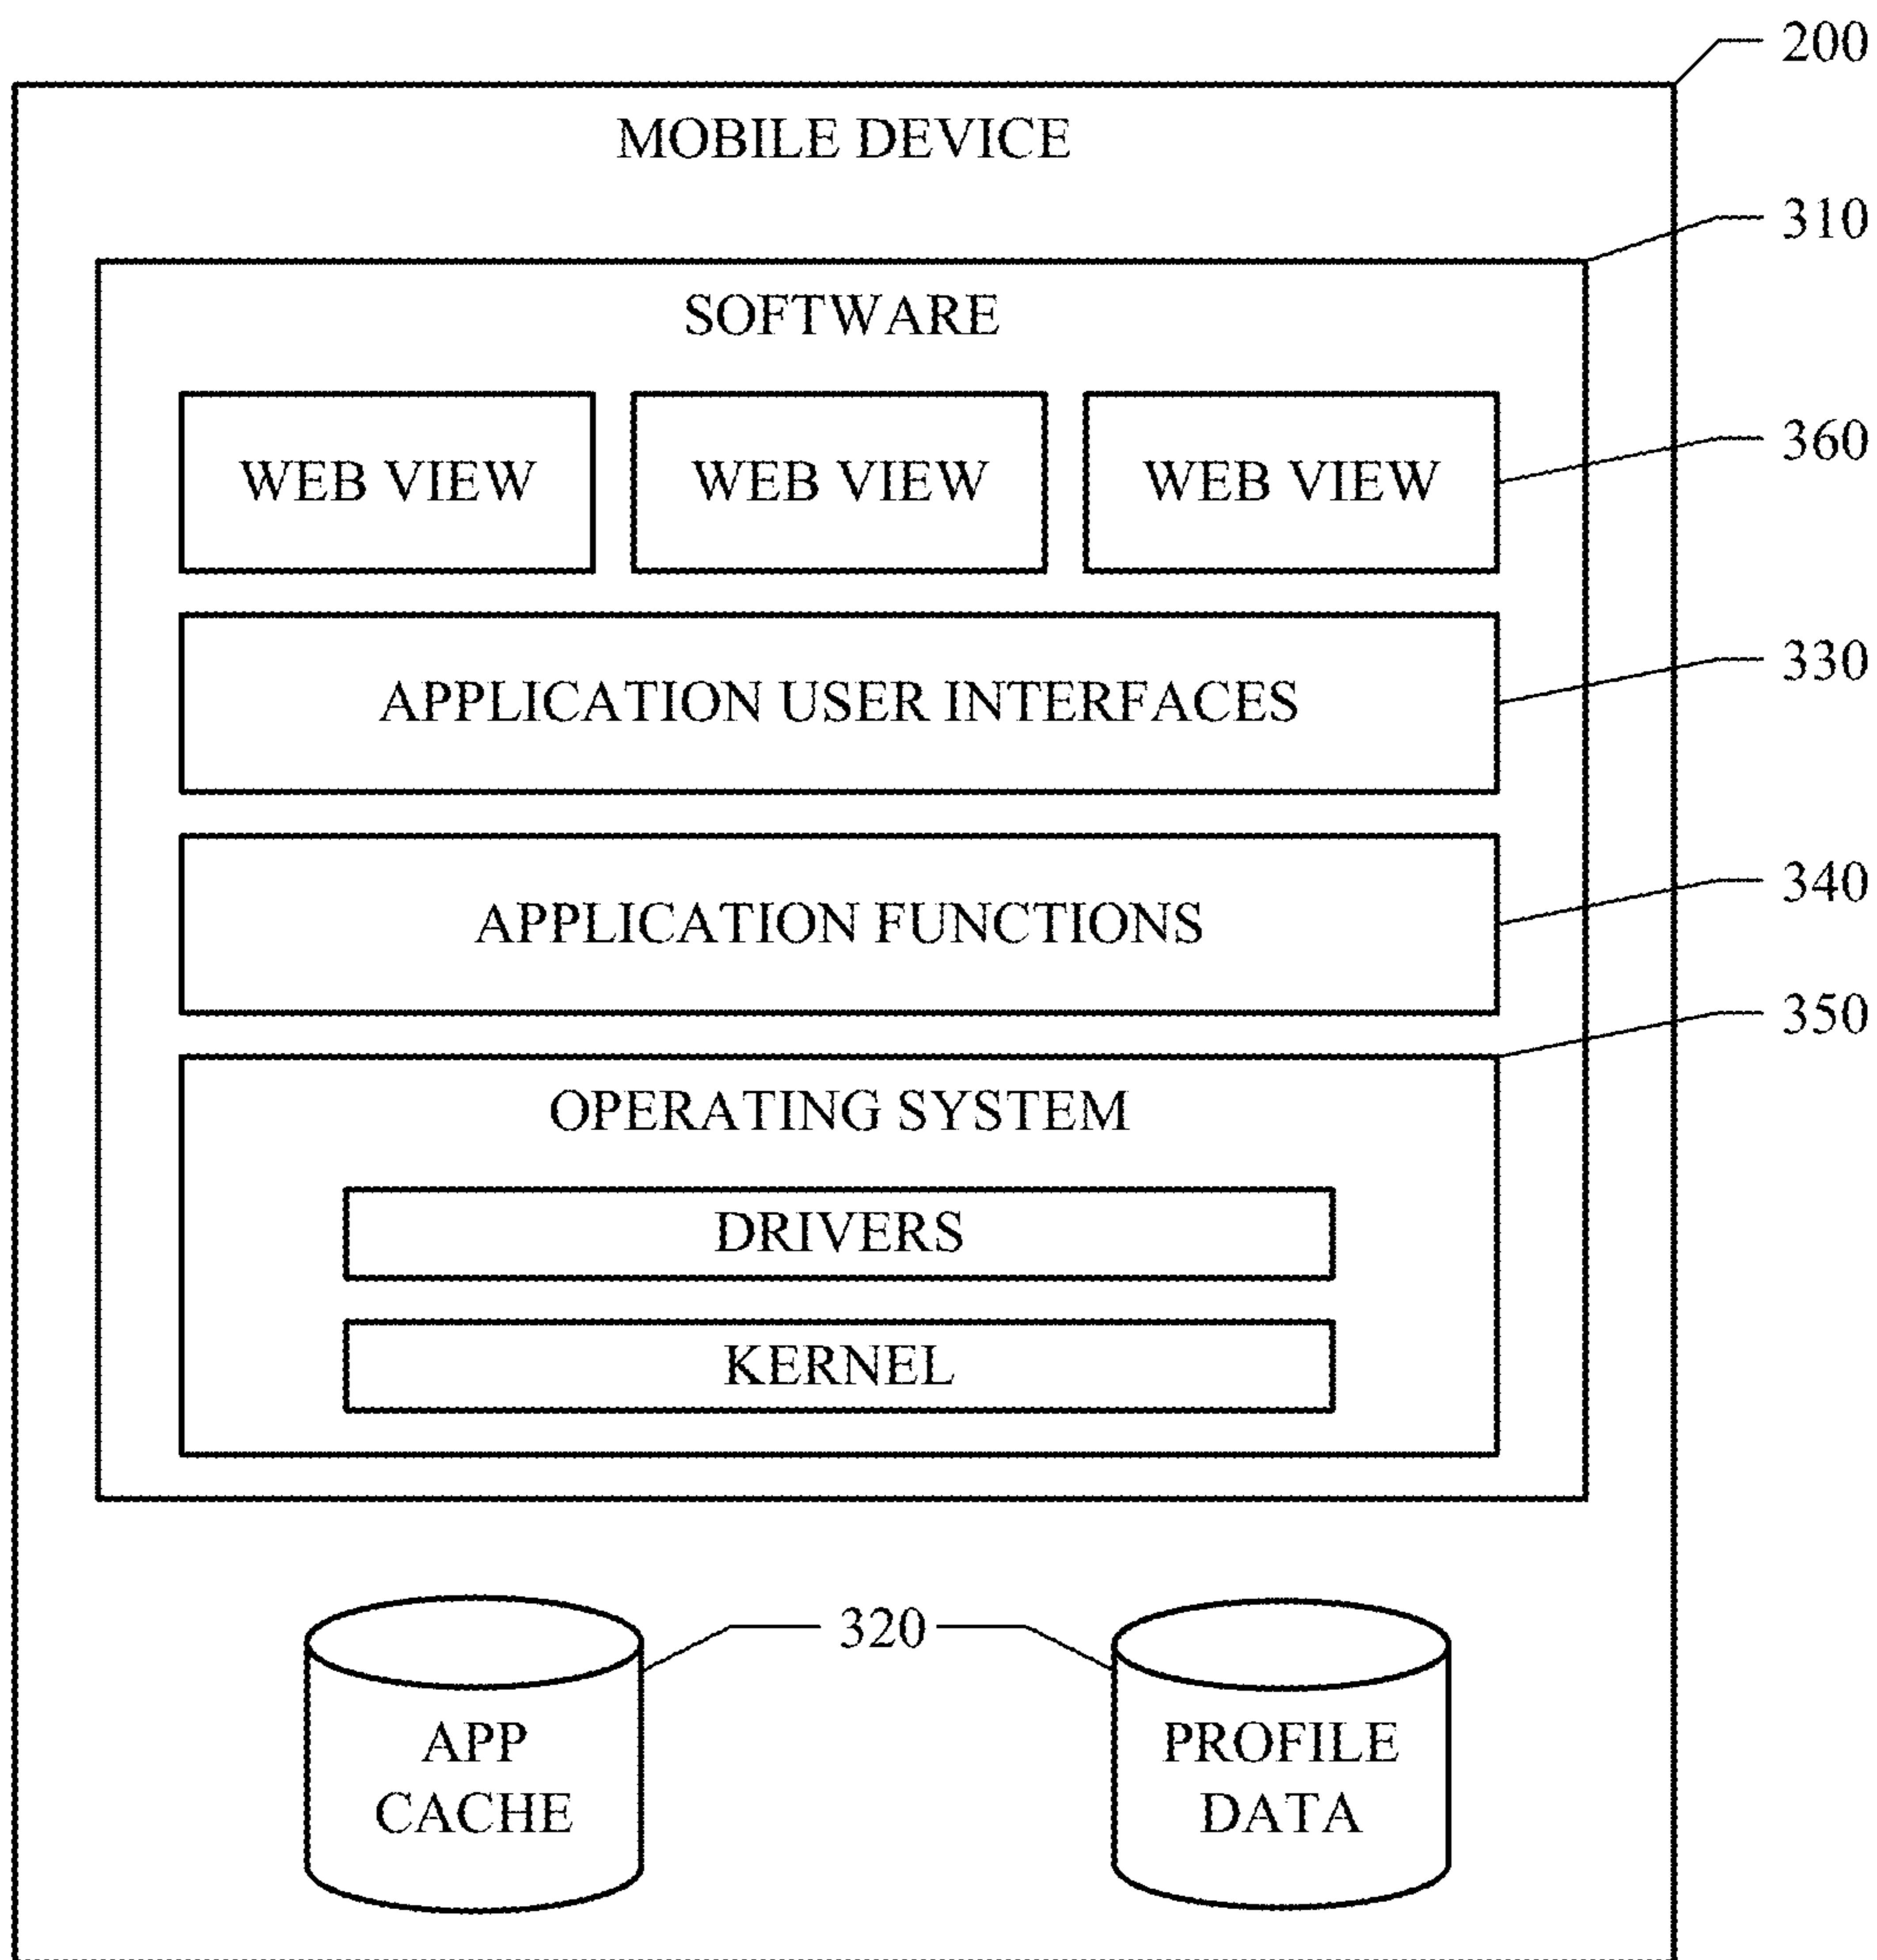 200
MOBILE DEVICE
310
SOFTWARE
360
WEB VIEW WEB VIEW WEB VIEW
330
APPLICATION USER INTERFACES
340
APPLICATION FUNCTIONS
350
OPERATING SYSTEM
DRIVERS
KERNEL
320
APP
CACHE
PROFILE
DATA